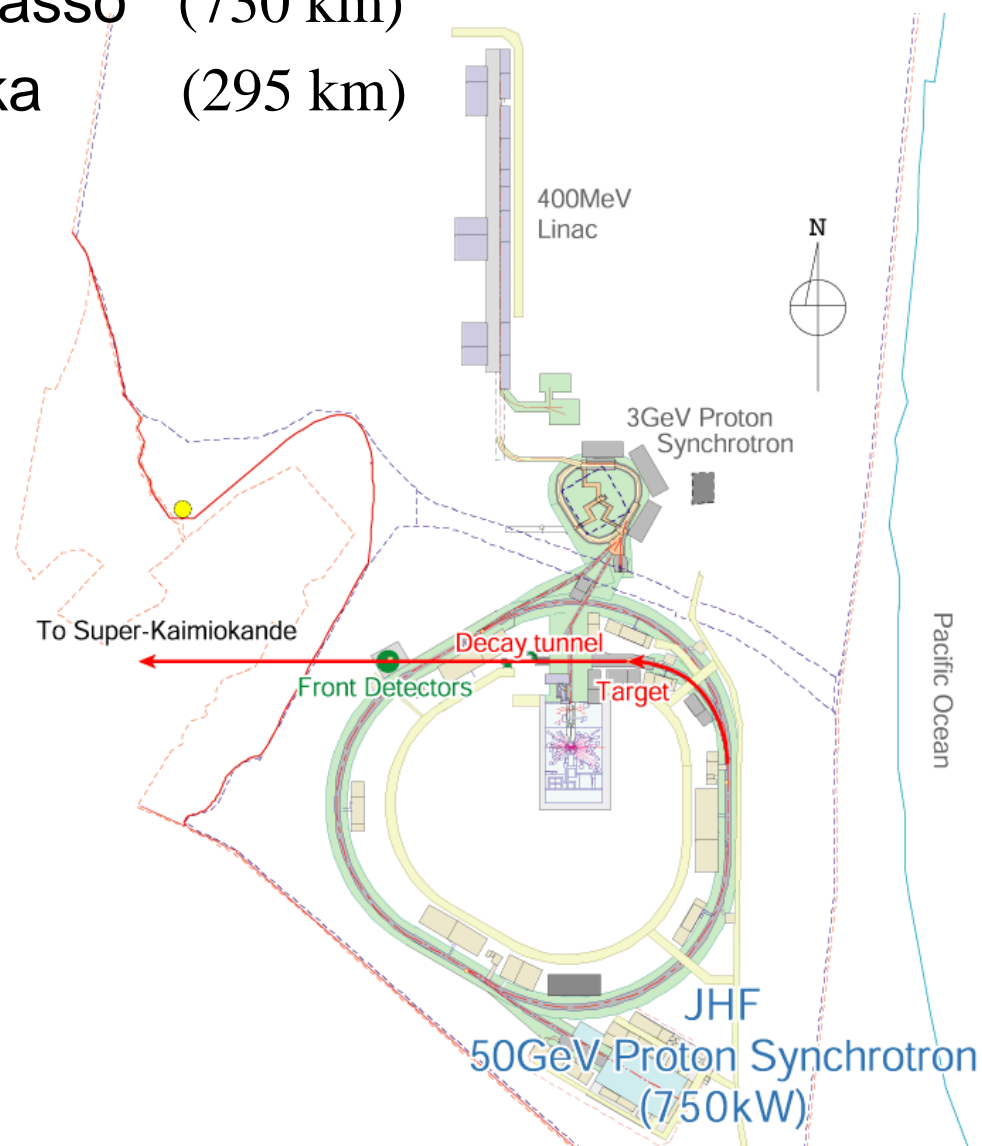 asso (730 km)
ka (295 km)
400MeV
Linac
N
3GeV Proton
Synchrotron
To Super-Kaimiokande
Decay tunnel
Front Detectors
Target
Pacific Ocean
JHF
50GeV Proton Synchrotron
(750kW)